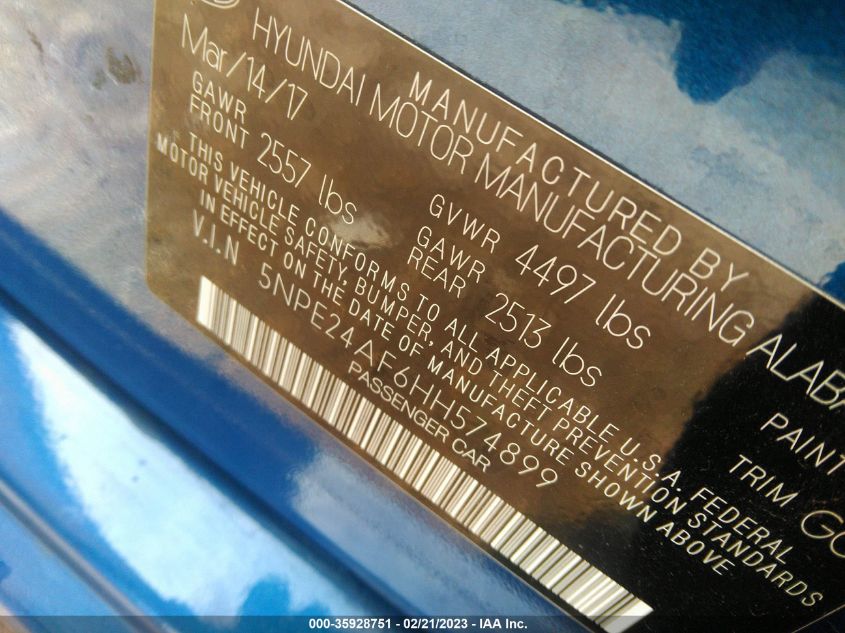 MANUFACTURED BY
HYUNDAI MOTOR MANUFACTURING
Mar/14/17 GVWR 4497 lbs
GAWR FRONT 2557 lbs GAWR REAR 2513 lbs
THIS VEHICLE CONFORMS TO ALL APPLICABLE U.S.A. FEDERAL
MOTOR VEHICLE SAFETY, BUMPER, AND THEFT PREVENTION STANDARDS
IN EFFECT ON THE DATE OF MANUFACTURE SHOWN ABOVE
V.I.N 5NPE24AF6HH574899
PASSENGER CAR
PAINT
TRIM
000-35928751 — 02/21/2023 — IAA Inc.